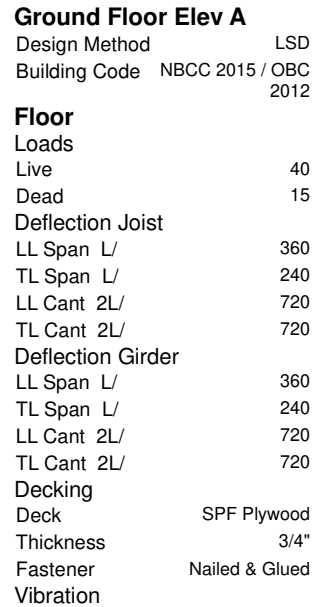 Ground Floor Elev A
Design Method LSD
Building Code NBCC 2015 / OBC
2012
Floor
Loads
Live 40
Dead 15
Deflection Joist
LL Span L/ 360
TL Span L/ 240
LL Cant 2L/ 720
TL Cant 2L/ 720
Deflection Girder
LL Span L/ 360
TL Span L/ 240
LL Cant 2L/ 720
TL Cant 2L/ 720
Decking
Deck SPF Plywood
Thickness 3/4"
Fastener Nailed & Glued
Vibration